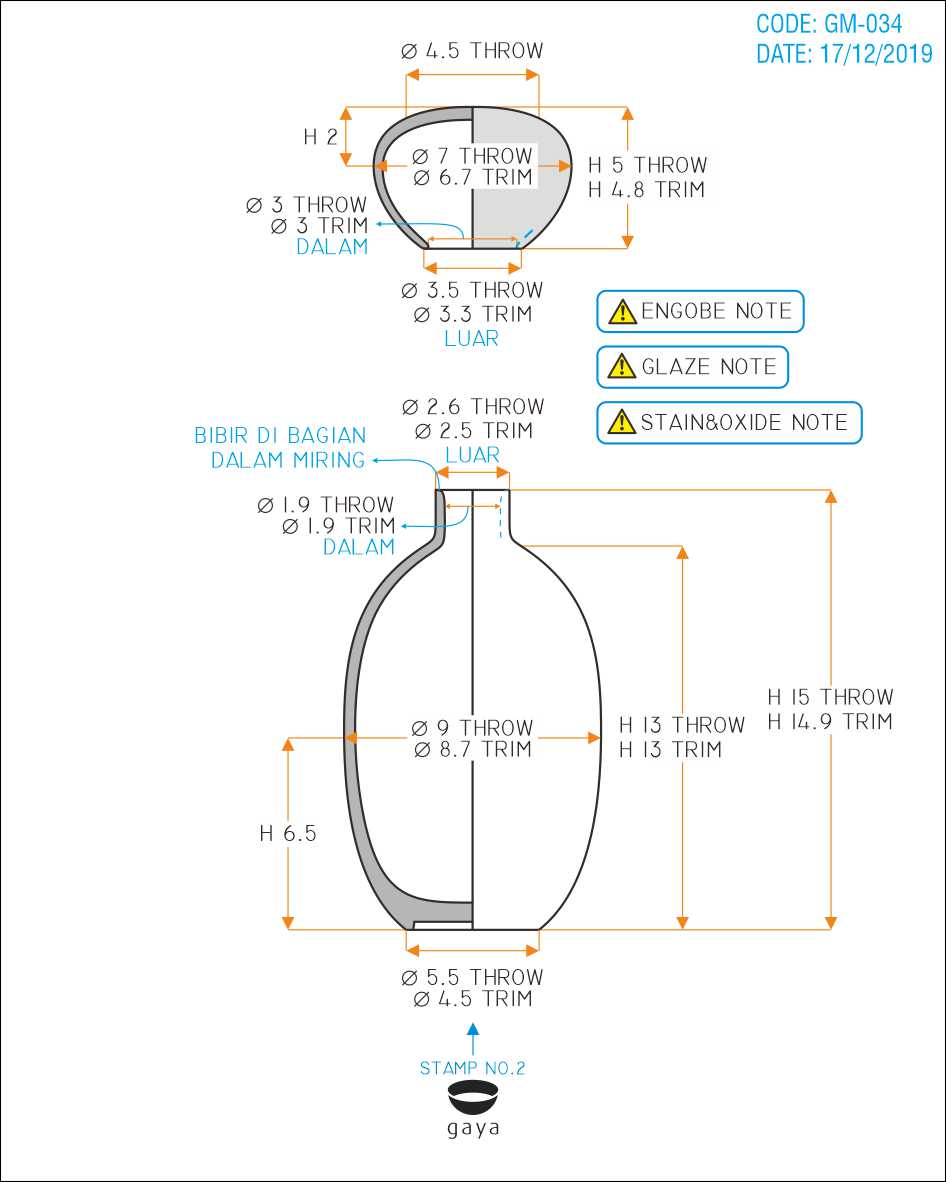 CODE: GM-034
DATE: 17/12/2019
Ø 4.5 THROW
H 2
Ø 7 THROW
Ø 6.7 TRIM
H 5 THROW
H 4.8 TRIM
Ø 3 THROW
Ø 3 TRIM
DALAM
Ø 3.5 THROW
Ø 3.3 TRIM
LUAR
ENGOBE NOTE
GLAZE NOTE
STAIN&OXIDE NOTE
Ø 2.6 THROW
Ø 2.5 TRIM
LUAR
BIBIR DI BAGIAN
DALAM MIRING
Ø 1.9 THROW
Ø 1.9 TRIM
DALAM
Ø 9 THROW
Ø 8.7 TRIM
H 13 THROW
H 13 TRIM
H 15 THROW
H 14.9 TRIM
H 6.5
Ø 5.5 THROW
Ø 4.5 TRIM
STAMP NO.2
gaya